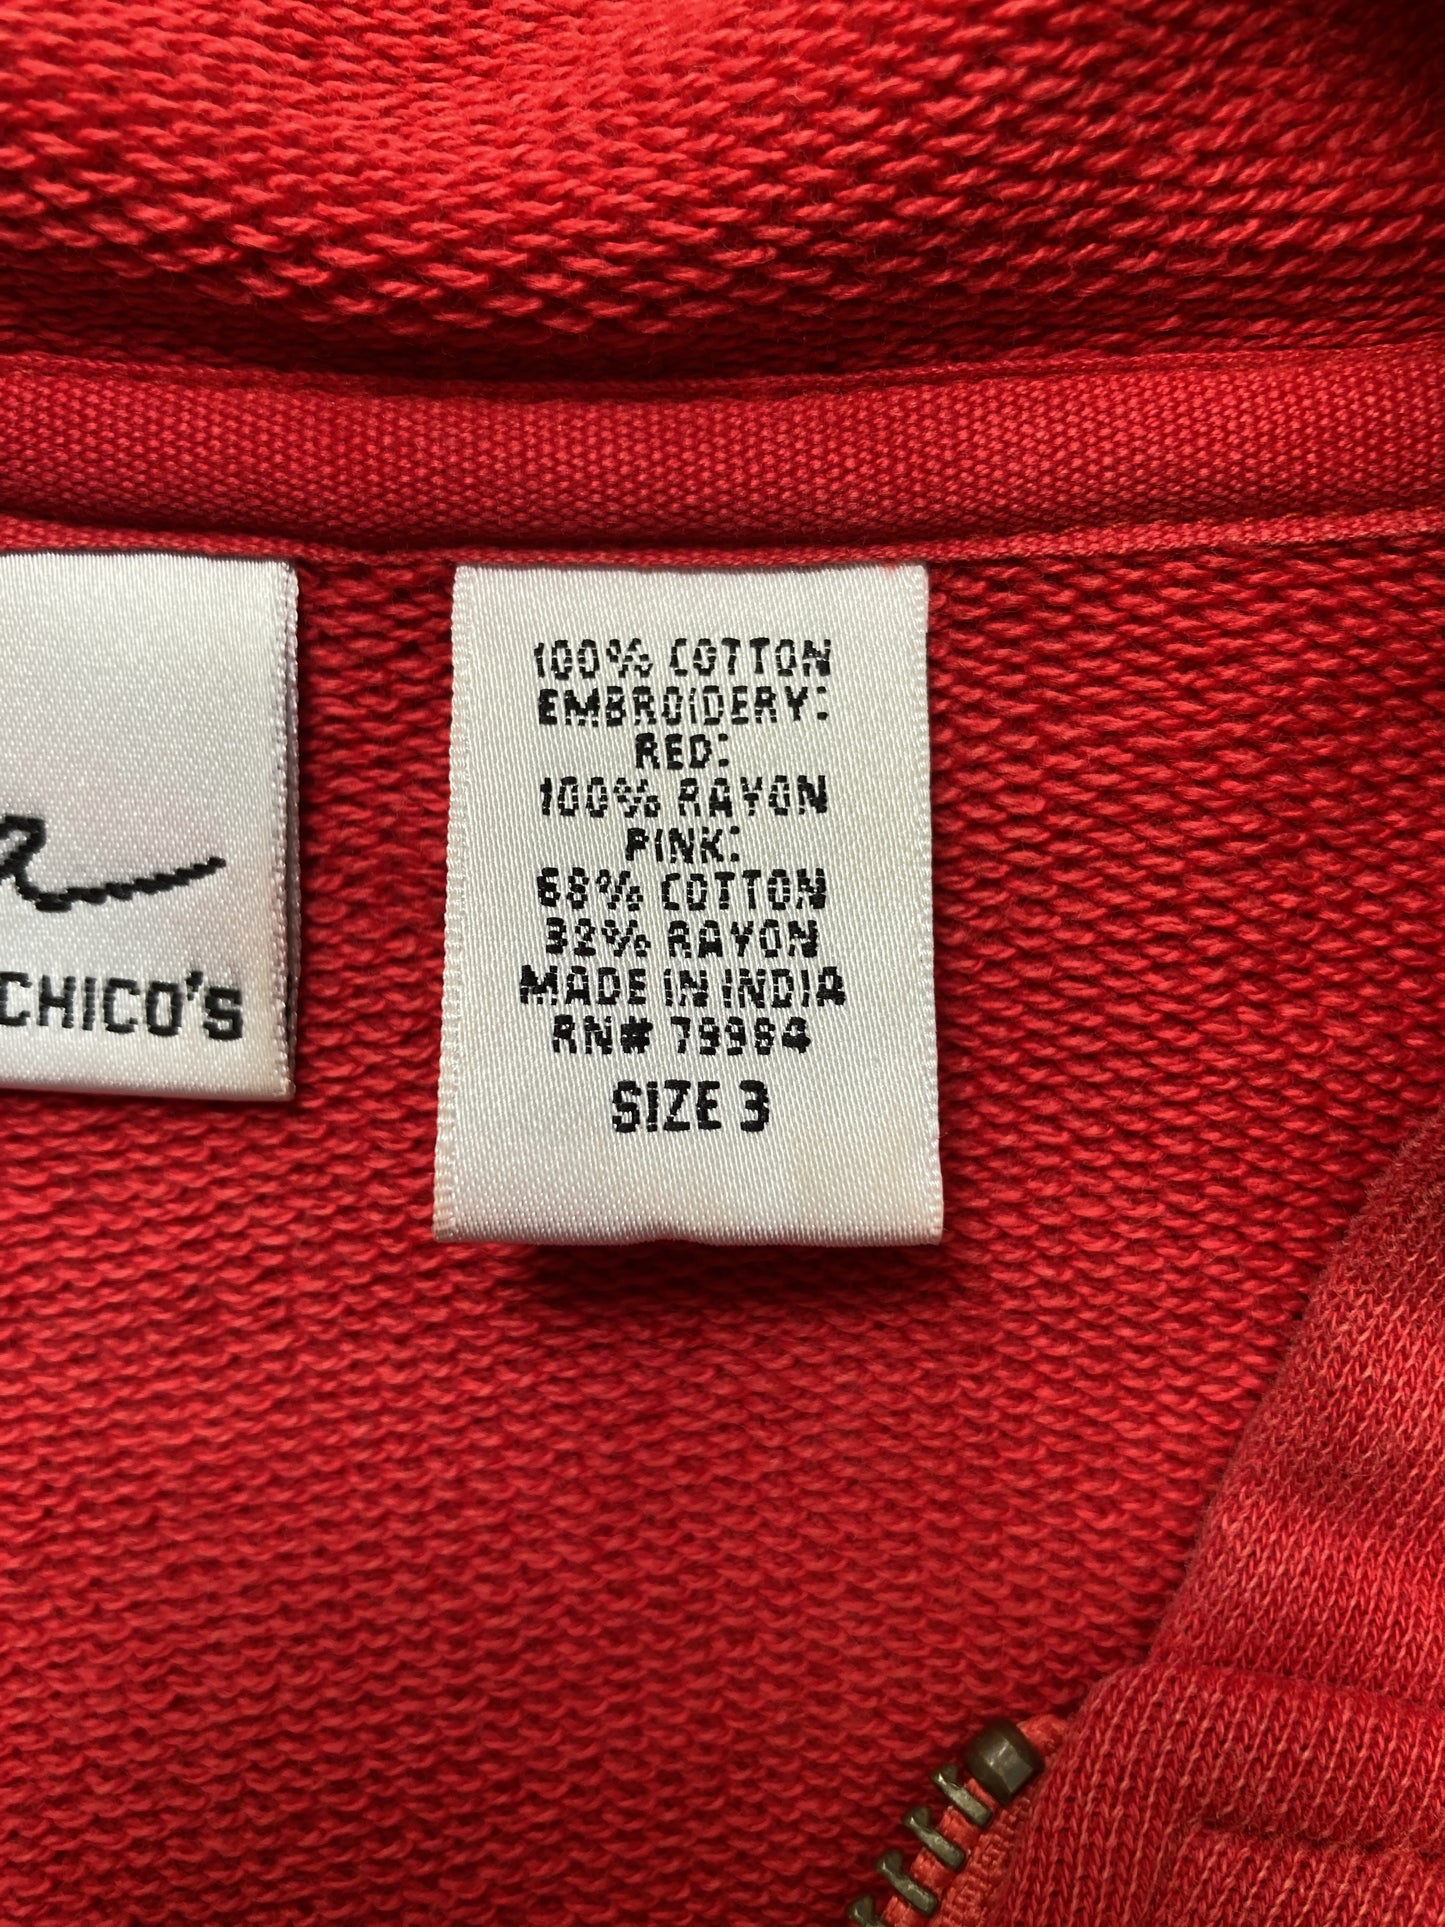 CHICO'S
100% COTTON
EMBROIDERY:
RED:
100% RAYON
PINK:
68% COTTON
32% RAYON
MADE IN INDIA
RN# 79984
SIZE 3